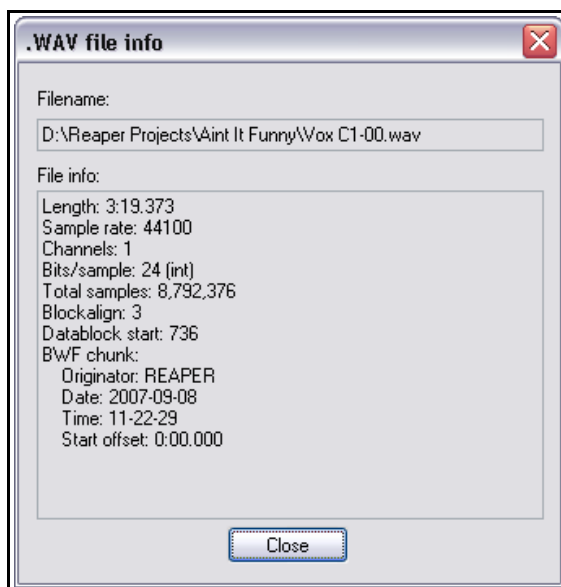 .WAV file info
Filename:
D:\Reaper Projects\Aint It Funny\Vox C1-00.wav
File info:
Length: 3:19.373
Sample rate: 44100
Channels: 1
Bits/sample: 24 (int)
Total samples: 8,792,376
Blockalign: 3
Datablock start: 736
BWF chunk:
Originator: REAPER
Date: 2007-09-08
Time: 11-22-29
Start offset: 0:00.000
Close